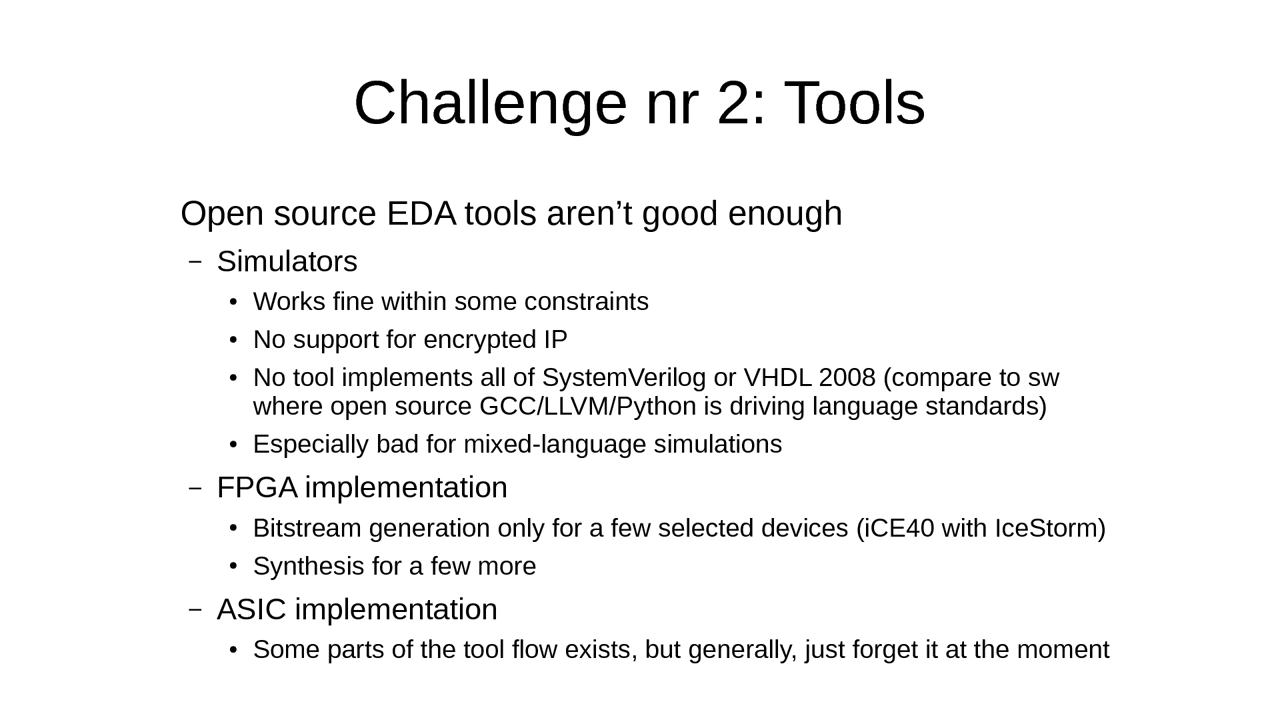 Challenge nr 2: Tools
Open source EDA tools aren’t good enough
– Simulators
• Works fine within some constraints
• No support for encrypted IP
• No tool implements all of SystemVerilog or VHDL 2008 (compare to sw
where open source GCC/LLVM/Python is driving language standards)
• Especially bad for mixed-language simulations
– FPGA implementation
• Bitstream generation only for a few selected devices (iCE40 with IceStorm)
• Synthesis for a few more
– ASIC implementation
• Some parts of the tool flow exists, but generally, just forget it at the moment